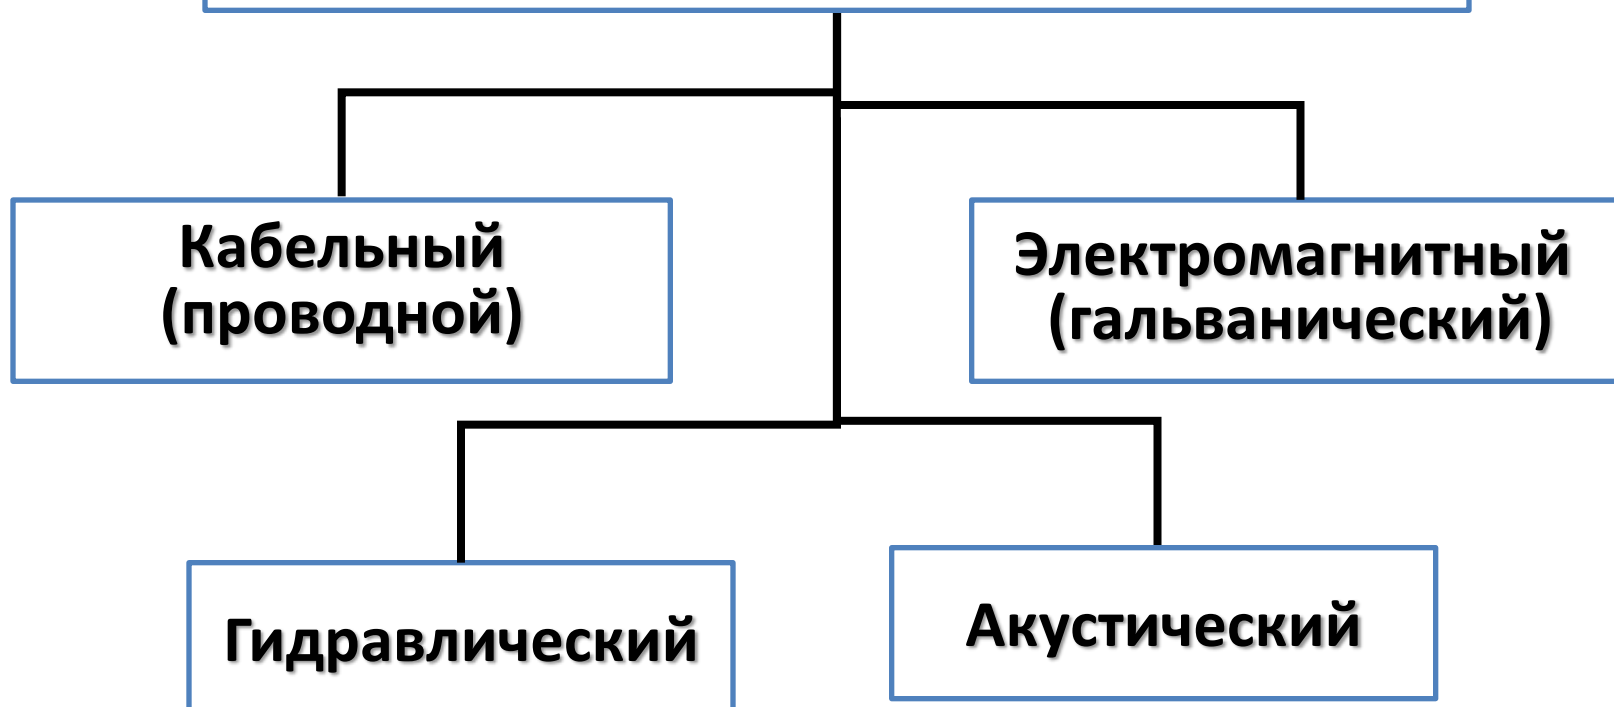 Кабельный
(проводной)
Электромагнитный
(гальванический)
Гидравлический
Акустический